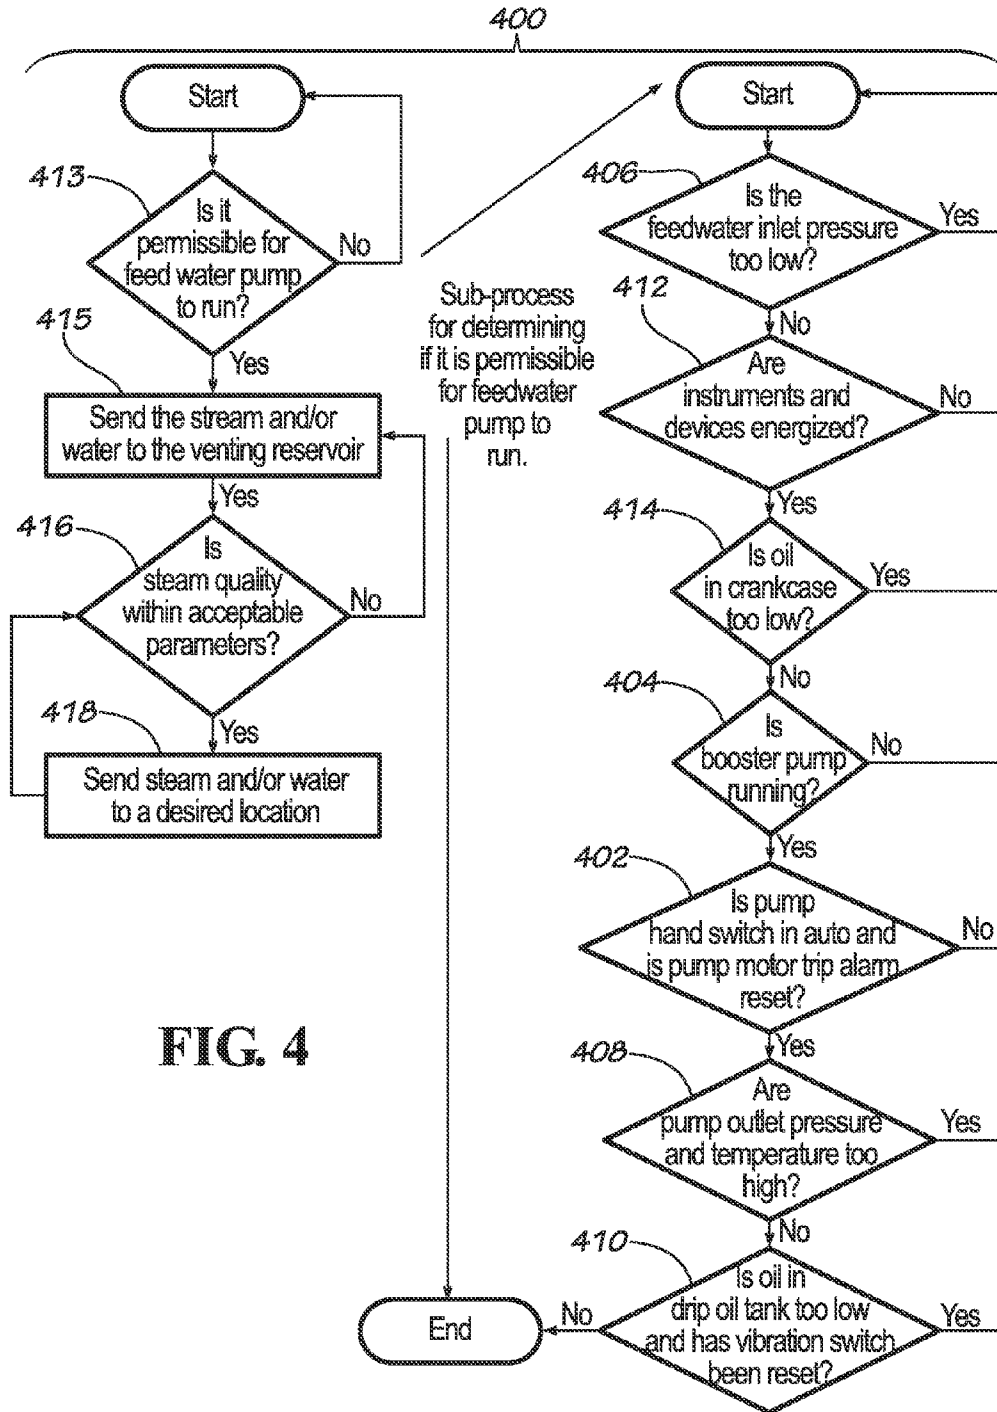 400
Start
413
Is it
permissible for
feed water pump
to run?
No
Yes
415
Send the stream and/or
water to the venting reservoir
Yes
416
Is
steam quality
within acceptable
parameters?
No
Yes
418
Send steam and/or water
to a desired location
Sub-process
for determining
if it is permissible
for feedwater
pump to
run.
Start
406
Is the
feedwater inlet pressure
too low?
Yes
No
412
Are
instruments and
devices energized?
No
Yes
414
Is oil
in crankcase
too low?
Yes
No
404
Is
booster pump
running?
No
Yes
402
Is pump
hand switch in auto and
is pump motor trip alarm
reset?
No
Yes
408
Are
pump outlet pressure
and temperature too
high?
Yes
No
410
Is oil in
drip oil tank too low
and has vibration switch
been reset?
Yes
No
End
FIG. 4